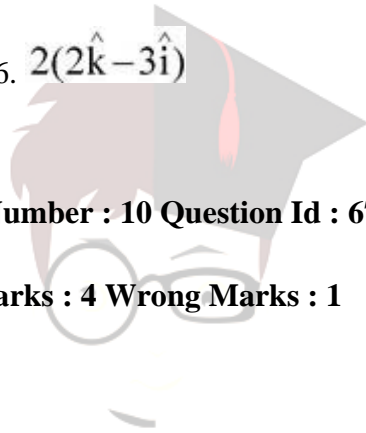 6. 2(2k̂−3î)
Number : 10 Question Id : 6
arks : 4 Wrong Marks : 1